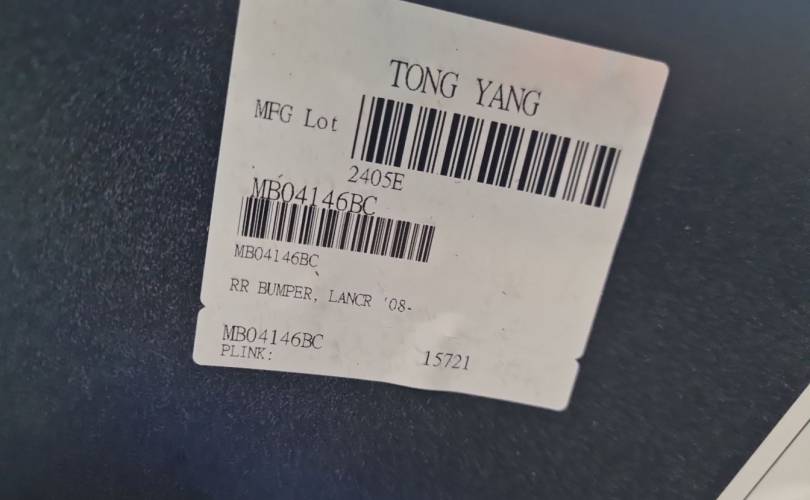 TONG YANG
MFG Lot
2405E
MB04146BC
MB04146BC
RR BUMPER, LANCR '08-
MB04146BC
PLINK: 15721